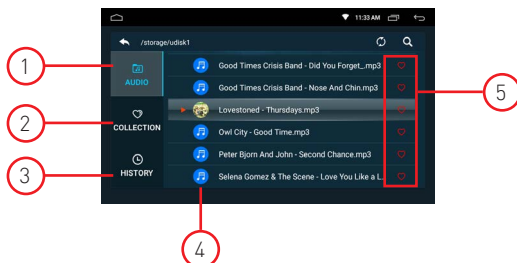 11:33 AM
/storage/udisk1
AUDIO
COLLECTION
HISTORY
Good Times Crisis Band - Did You Forget_.mp3
Good Times Crisis Band - Nose And Chin.mp3
Lovestoned - Thursdays.mp3
Owl City - Good Time.mp3
Peter Bjorn And John - Second Chance.mp3
Selena Gomez & The Scene - Love You Like a L..
1
2
3
4
5